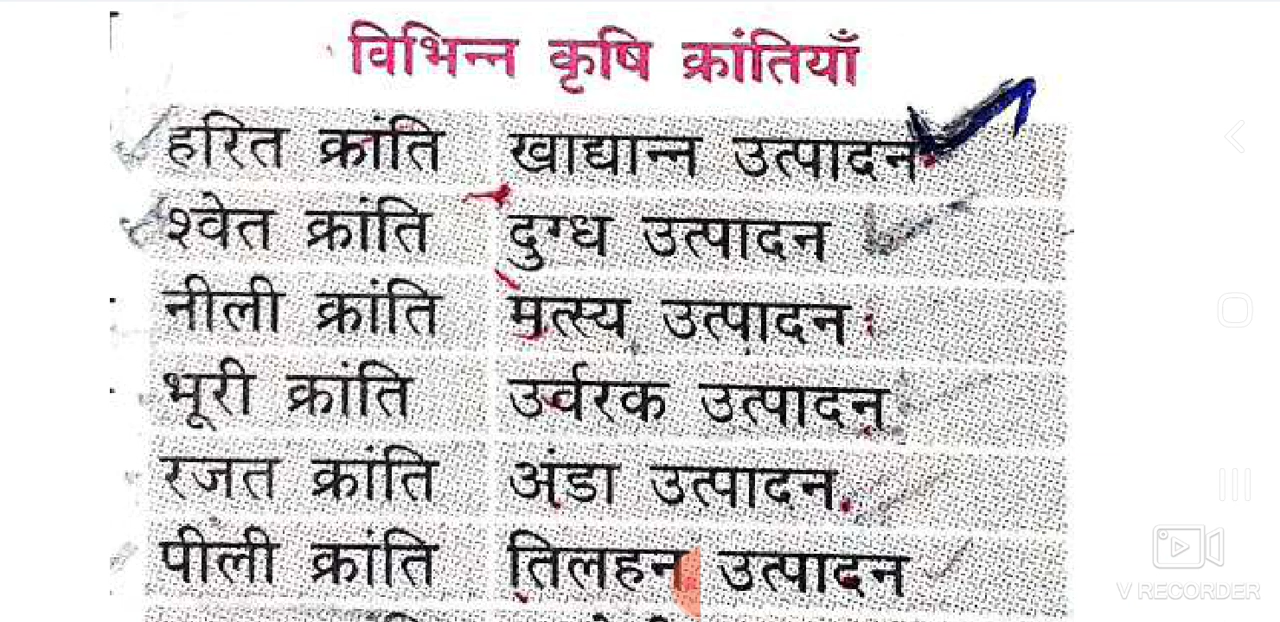 विभिन्न कृषि क्रांतियाँ
हरित क्रांति खाद्यान्न उत्पादन
श्वेत क्रांति दुग्ध उत्पादन
नीली क्रांति मत्स्य उत्पादन
भूरी क्रांति उर्वरक उत्पादन
रजत क्रांति अंडा उत्पादन
पीली क्रांति तिलहन उत्पादन
V RECORDER